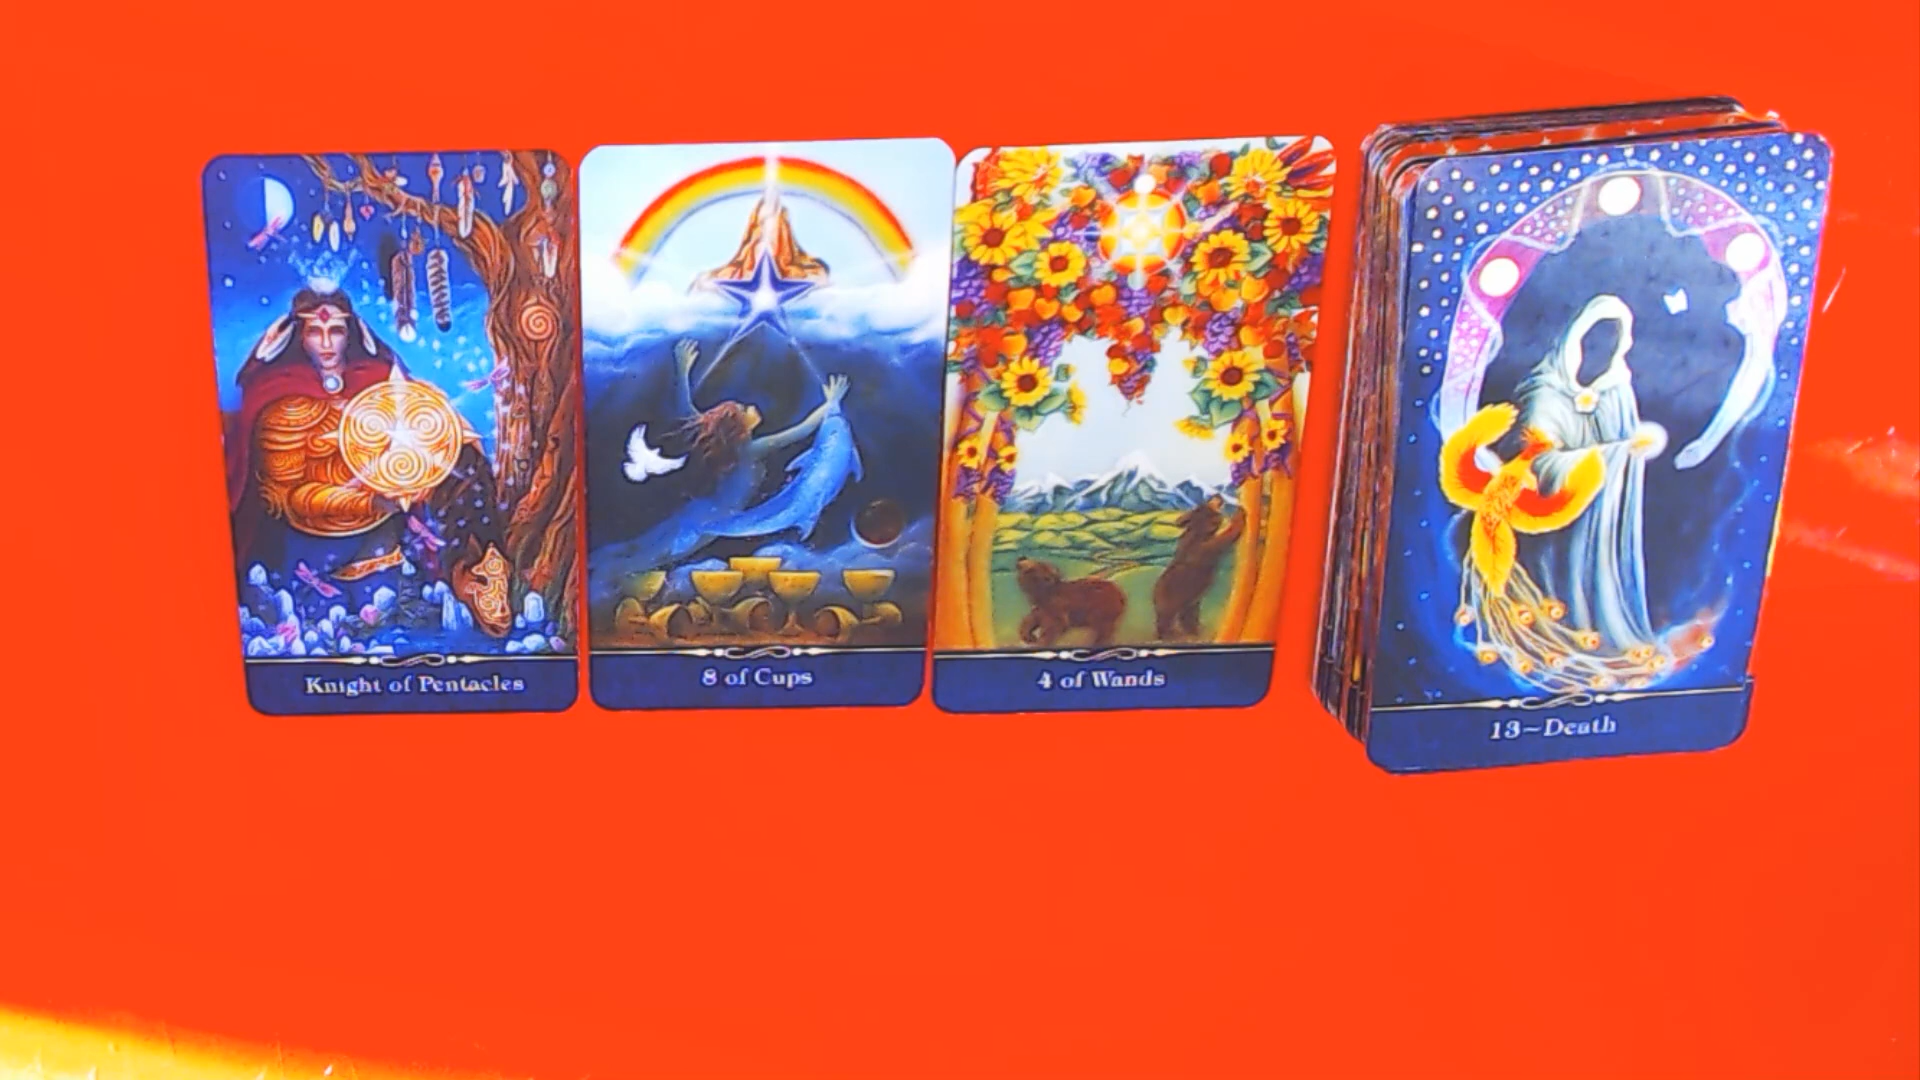 Knight of Pentacles
8 of Cups
4 of Wands
13~Death